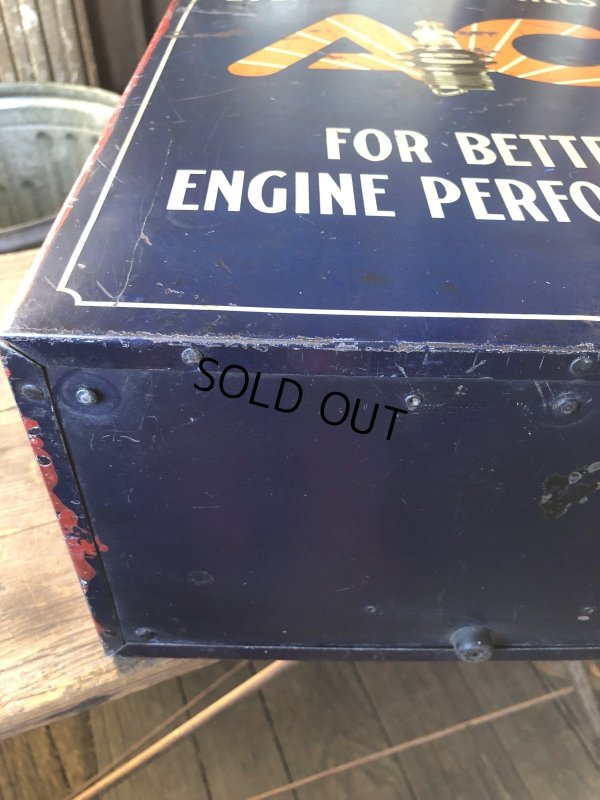 AC
FOR BETTE
ENGINE PERFO
SOLD OUT